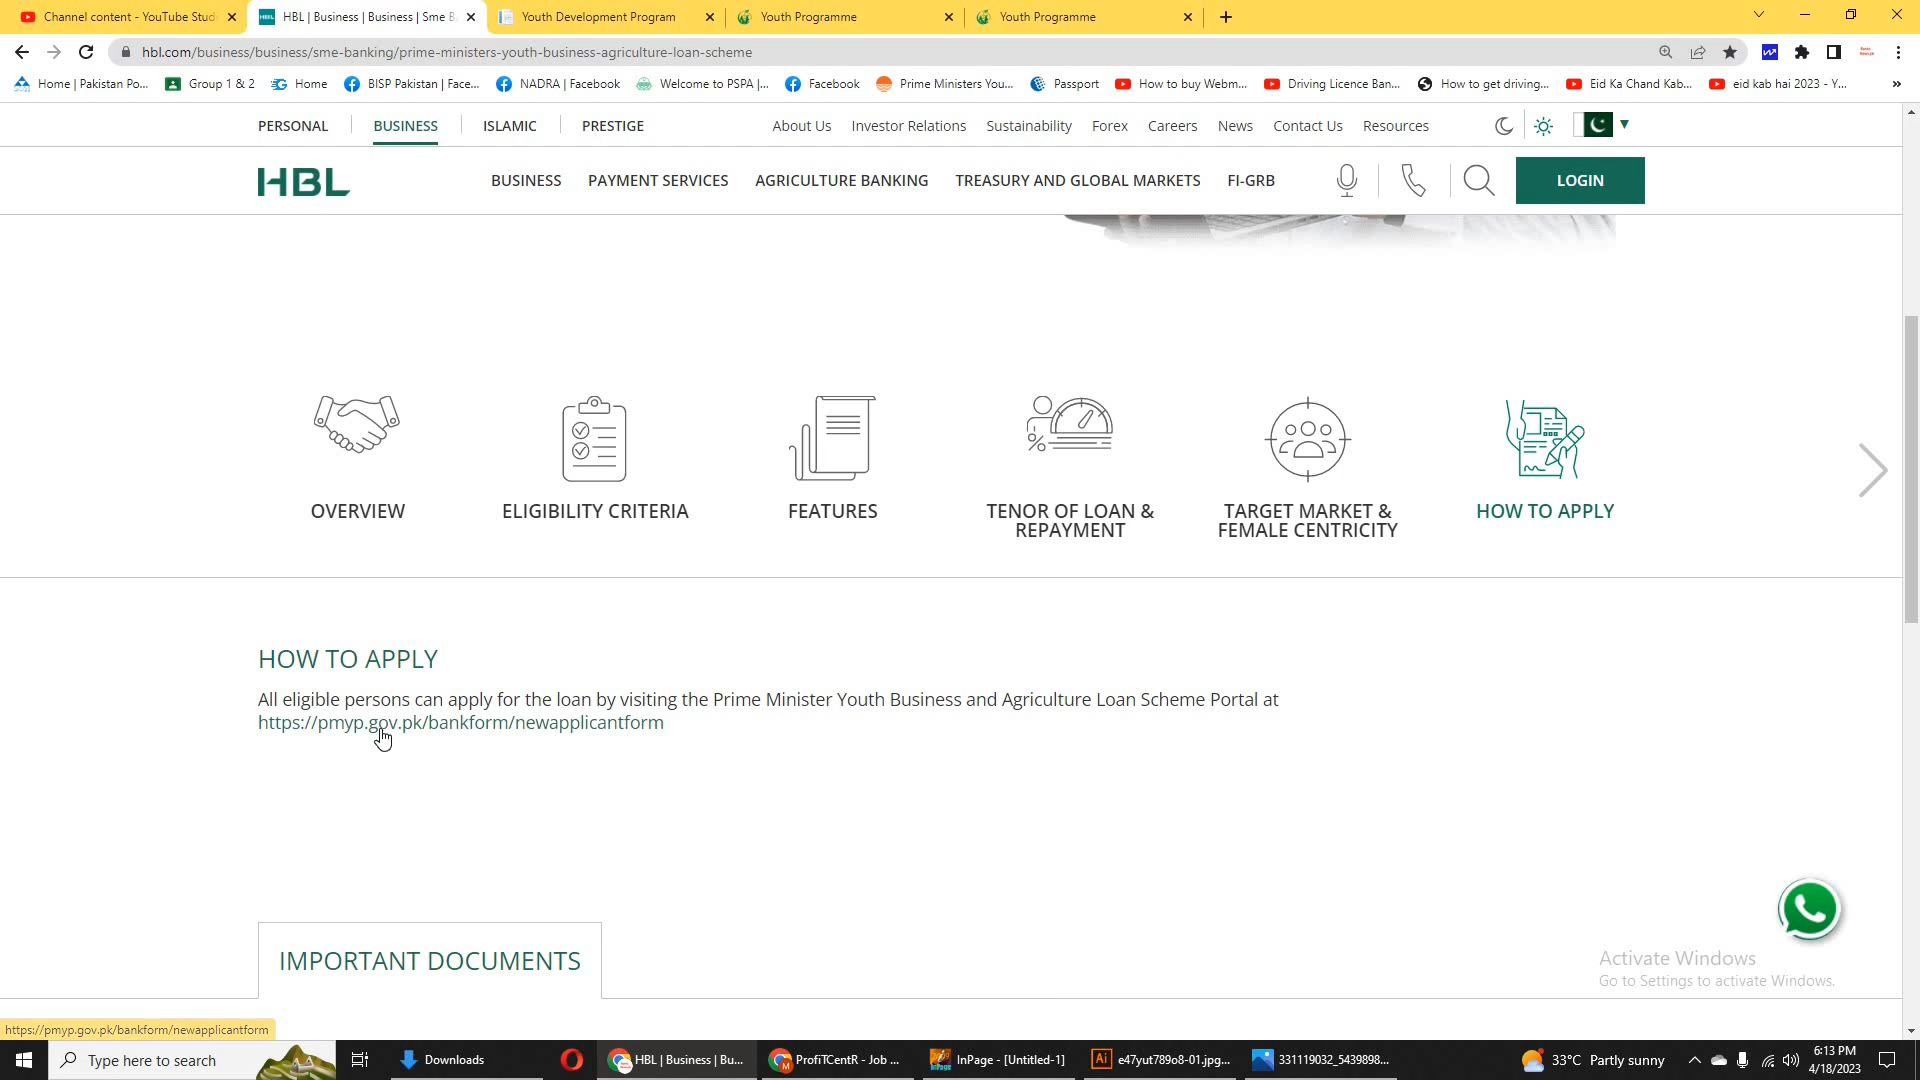 Channel content - YouTube Stud
HBL | Business | Business | Sme B
Youth Development Program
Youth Programme
Youth Programme
hbl.com/business/business/sme-banking/prime-ministers-youth-business-agriculture-loan-scheme
Home | Pakistan Po...
Group 1 & 2
Home
BISP Pakistan | Face...
NADRA | Facebook
Welcome to PSPA |...
Facebook
Prime Ministers You...
Passport
How to buy Webm...
Driving Licence Ban...
How to get driving...
Eid Ka Chand Kab...
eid kab hai 2023 - Y...
PERSONAL
BUSINESS
ISLAMIC
PRESTIGE
About Us
Investor Relations
Sustainability
Forex
Careers
News
Contact Us
Resources
HBL
BUSINESS
PAYMENT SERVICES
AGRICULTURE BANKING
TREASURY AND GLOBAL MARKETS
FI-GRB
LOGIN
OVERVIEW
ELIGIBILITY CRITERIA
FEATURES
TENOR OF LOAN &
REPAYMENT
TARGET MARKET &
FEMALE CENTRICITY
HOW TO APPLY
HOW TO APPLY
All eligible persons can apply for the loan by visiting the Prime Minister Youth Business and Agriculture Loan Scheme Portal at
https://pmyp.gov.pk/bankform/newapplicantform
IMPORTANT DOCUMENTS
Activate Windows
Go to Settings to activate Windows.
https://pmyp.gov.pk/bankform/newapplicantform
Type here to search
Downloads
HBL | Business | Bu...
ProfiTCentR - Job ...
InPage - [Untitled-1]
e47yut789o8-01.jpg...
331119032_5439898...
33°C Partly sunny
6:13 PM
4/18/2023